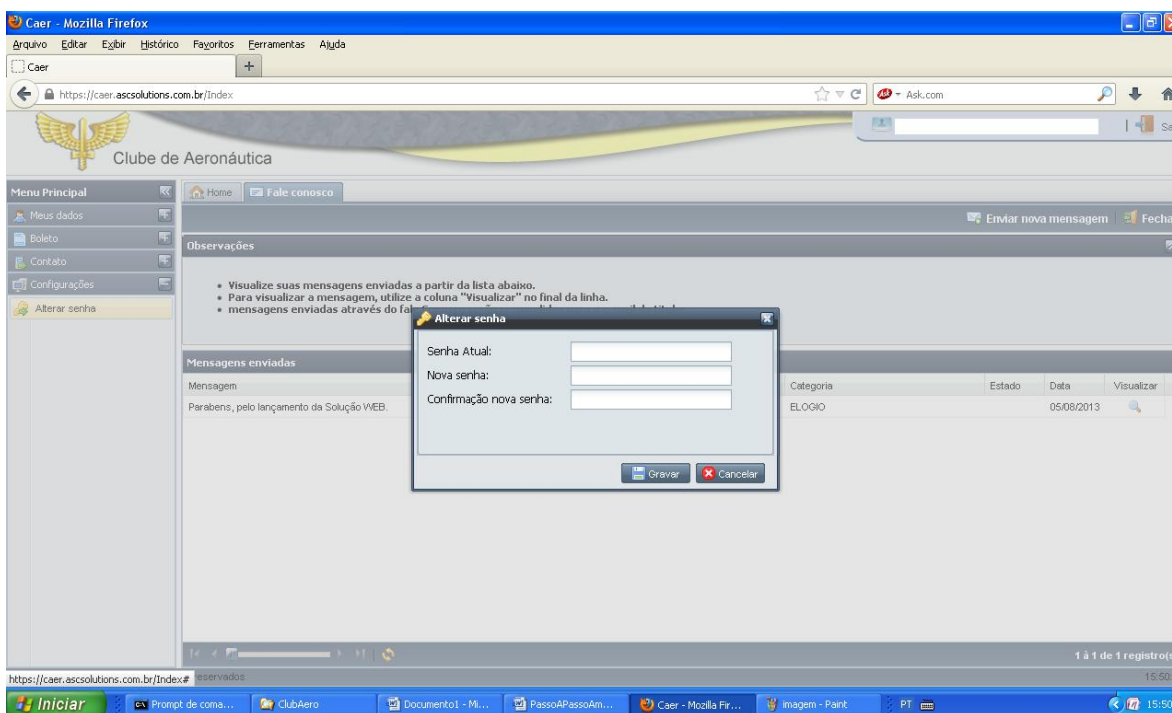 Caer - Mozilla Firefox
Arquivo Editar Exibir Histórico Favoritos Ferramentas Ajuda
Caer +
https://caer.ascsolutions.com.br/Index Ask - Ask.com
Clube de Aeronáutica
Menu Principal Home Fale conosco
Meus dados
Enviar nova mensagem
Boleto
Observações
Contato
Configurações
Alterar senha
• Visualize suas mensagens enviadas a partir da lista abaixo.
• Para visualizar a mensagem, utilize a coluna "Visualizar" no final da linha.
• mensagens enviadas através do
Alterar senha
Senha Atual:
Nova senha:
Confirmação nova senha:
Gravar Cancelar
Mensagens enviadas
Mensagem Categoria Estado Data Visualizar
Parabens, pelo lançamento da Solução WEB. ELOGIO 05/08/2013
1 à 1 de 1 registro(s
https://caer.ascsolutions.com.br/Index# eservados 15:50
Iniciar Prompt de coma... ClubAero Documento1 - Mi... PassoAPassoAm... Caer - Mozilla Fir... imagem - Paint PT 15:50